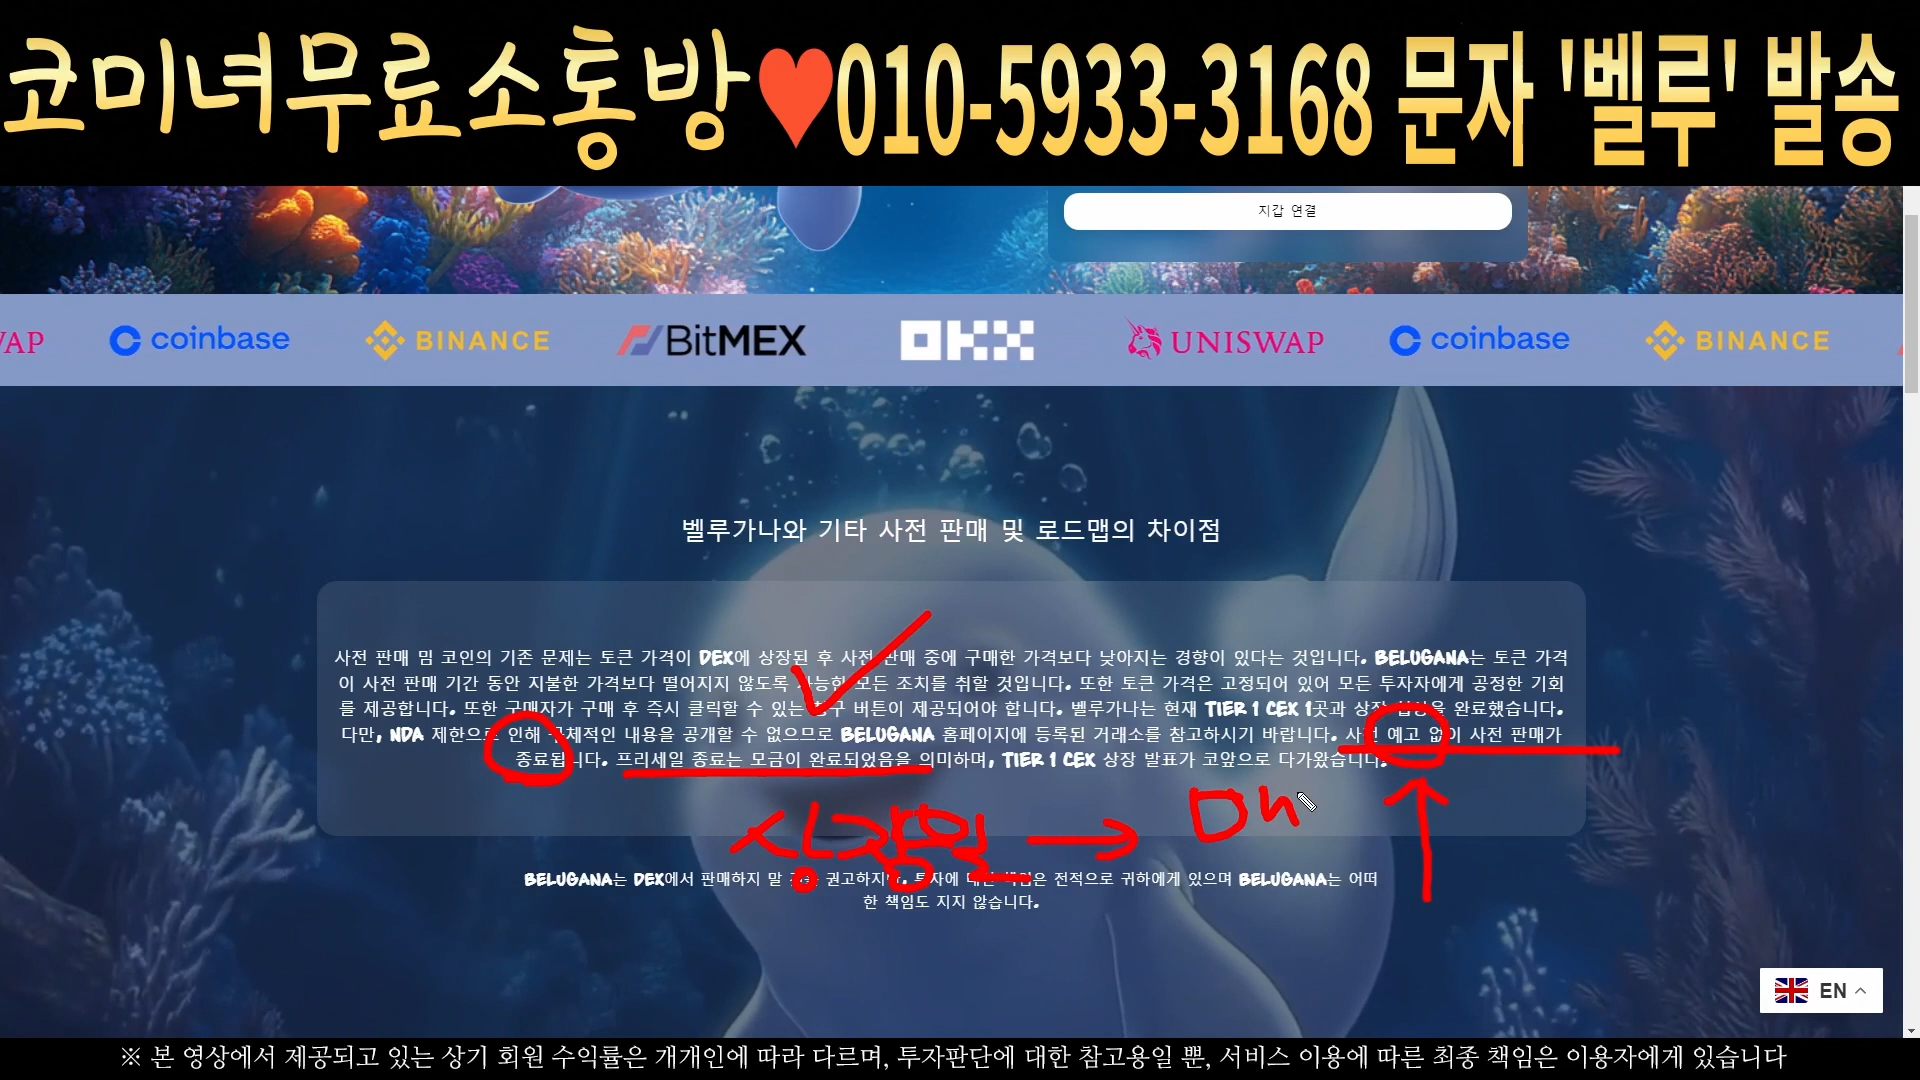 코미녀무료소통방♥010-5933-3168 문자 '벨루' 발송
지갑 연결
coinbase BINANCE BitMEX OKX UNISWAP coinbase BINANCE
벨루가나와 기타 사전 판매 및 로드맵의 차이점
사전 판매 밈 코인의 기존 문제는 토큰 가격이 DEX에 상장된 후 사전 판매 중에 구매한 가격보다 낮아지는 경향이 있다는 것입니다. BELUGANA는 토큰 가격
이 사전 판매 기간 동안 지불한 가격보다 떨어지지 않도록 가능한 모든 조치를 취할 것입니다. 또한 토큰 가격은 고정되어 있어 모든 투자자에게 공정한 기회
를 제공합니다. 또한 구매자가 구매 후 즉시 클릭할 수 있는 청구 버튼이 제공되어야 합니다. 벨루가나는 현재 TIER 1 CEX 1곳과 상장 협상을 완료했습니다.
다만, NDA 제한으로 인해 구체적인 내용을 공개할 수 없으므로 BELUGANA 홈페이지에 등록된 거래소를 참고하시기 바랍니다. 사전 예고 없이 사전 판매가
종료됩니다. 프리세일 종료는 모금이 완료되었음을 의미하며, TIER 1 CEX 상장 발표가 코앞으로 다가왔습니다.
상장일 → 미
BELUGANA는 DEX에서 판매하지 말 것을 권고하지만. 투자에 대한 책임은 전적으로 귀하에게 있으며 BELUGANA는 어떠
한 책임도 지지 않습니다.
EN
※ 본 영상에서 제공되고 있는 상기 회원 수익률은 개개인에 따라 다르며, 투자판단에 대한 참고용일 뿐, 서비스 이용에 따른 최종 책임은 이용자에게 있습니다